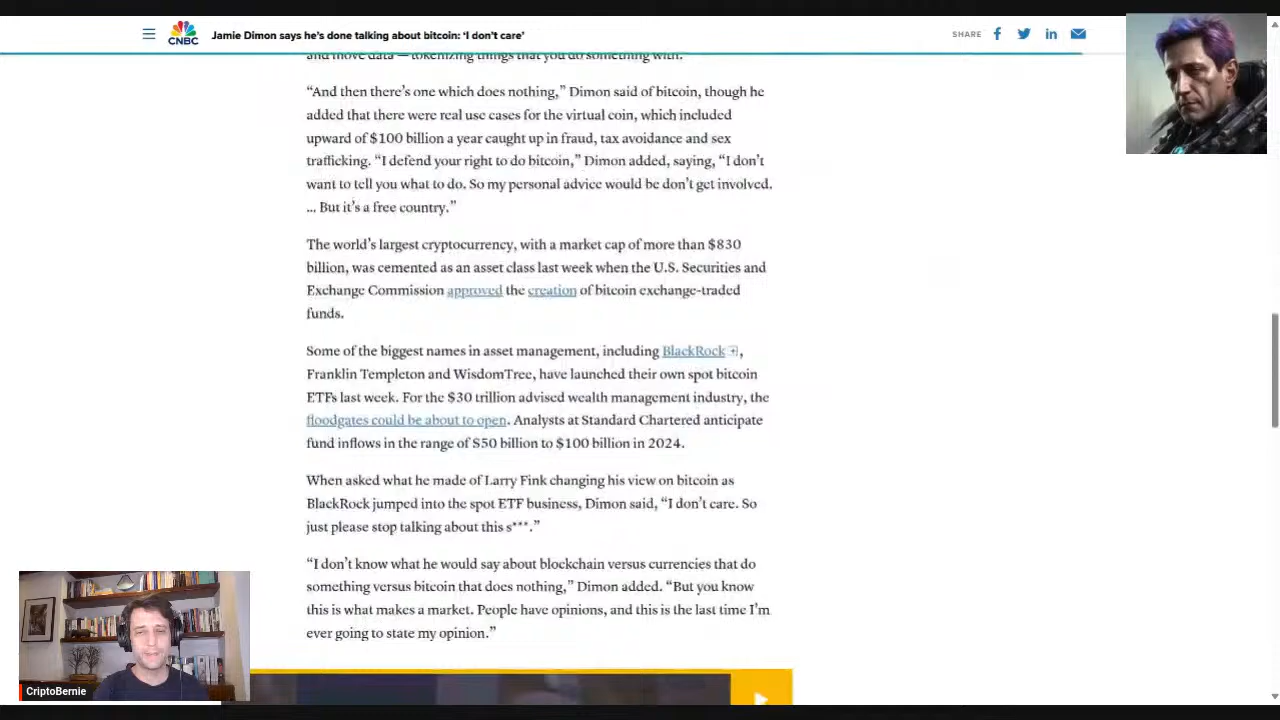 CNBC
Jamie Dimon says he's done talking about bitcoin: 'I don't care'
SHARE
and move data — tokenizing things that you do something with.
“And then there’s one which does nothing,” Dimon said of bitcoin, though he
added that there were real use cases for the virtual coin, which included
upward of $100 billion a year caught up in fraud, tax avoidance and sex
trafficking. “I defend your right to do bitcoin,” Dimon added, saying, “I don’t
want to tell you what to do. So my personal advice would be don’t get involved.
... But it’s a free country.”
The world’s largest cryptocurrency, with a market cap of more than $830
billion, was cemented as an asset class last week when the U.S. Securities and
Exchange Commission approved the creation of bitcoin exchange-traded
funds.
Some of the biggest names in asset management, including BlackRock,
Franklin Templeton and WisdomTree, have launched their own spot bitcoin
ETFs last week. For the $30 trillion advised wealth management industry, the
floodgates could be about to open. Analysts at Standard Chartered anticipate
fund inflows in the range of $50 billion to $100 billion in 2024.
When asked what he made of Larry Fink changing his view on bitcoin as
BlackRock jumped into the spot ETF business, Dimon said, “I don’t care. So
just please stop talking about this s***.”
“I don’t know what he would say about blockchain versus currencies that do
something versus bitcoin that does nothing,” Dimon added. “But you know
this is what makes a market. People have opinions, and this is the last time I’m
ever going to state my opinion.”
CriptoBernie